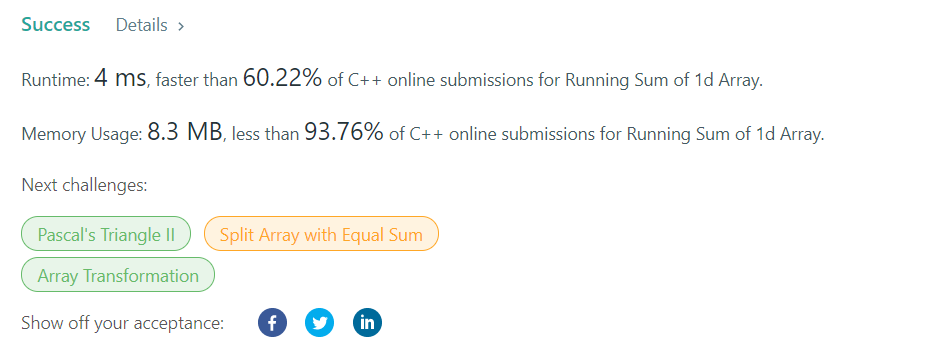 Success Details >
Runtime: 4 ms, faster than 60.22% of C++ online submissions for Running Sum of 1d Array.
Memory Usage: 8.3 MB, less than 93.76% of C++ online submissions for Running Sum of 1d Array.
Next challenges:
Pascal's Triangle II Split Array with Equal Sum
Array Transformation
Show off your acceptance: f in